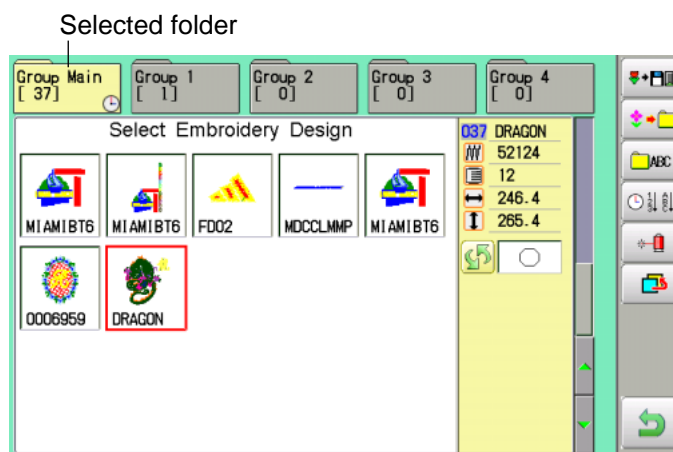 Selected folder
Group Main
[ 37]
Group 1
[ 1]
Group 2
[ 0]
Group 3
[ 0]
Group 4
[ 0]
Select Embroidery Design
037 DRAGON
52124
12
246.4
265.4
MIAMIBT6
MIAMIBT6
FD02
MDCCLMMP
MIAMIBT6
0006959
DRAGON
ABC